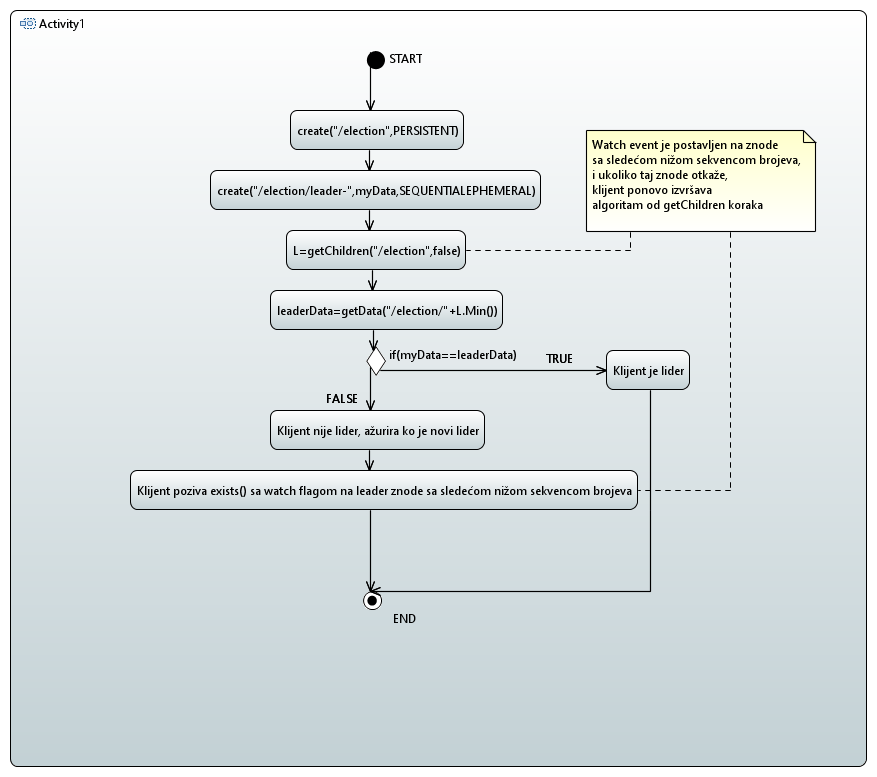 Activity1
START
create("/election",PERSISTENT)
create("/election/leader-",myData,SEQUENTIALEPHEMERAL)
L=getChildren("/election",false)
leaderData=getData("/election/"+L.Min())
if(myData==leaderData)
TRUE
Klijent je lider
FALSE
Klijent nije lider, ažurira ko je novi lider
Klijent poziva exists() sa watch flagom na leader znode sa sledećom nižom sekvencom brojeva
END
Watch event je postavljen na znode
sa sledećom nižom sekvencom brojeva,
i ukoliko taj znode otkaže,
klijent ponovo izvršava
algoritam od getChildren koraka